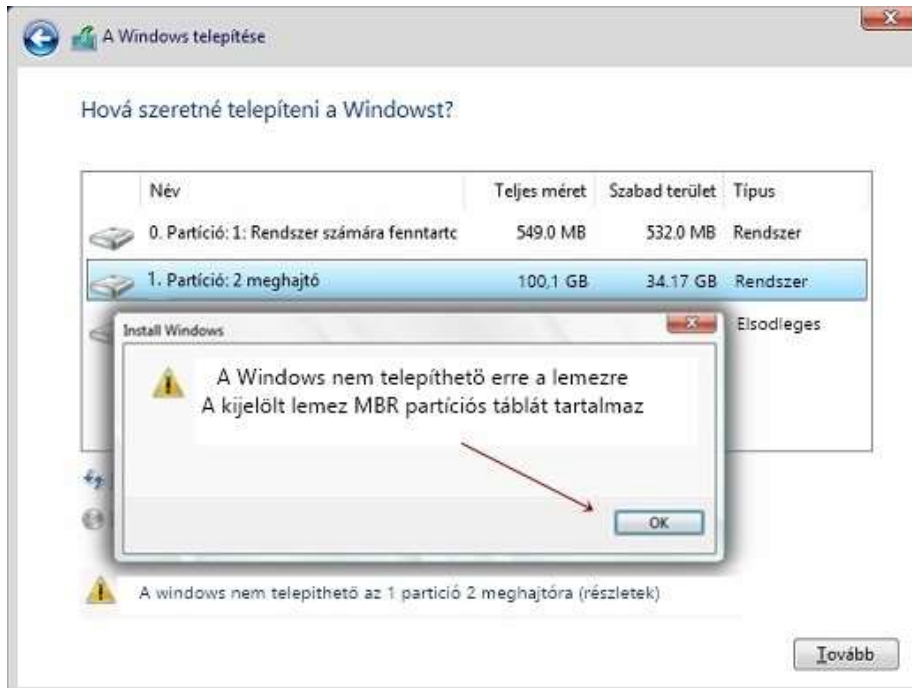 A Windows telepítése
Hová szeretné telepíteni a Windowst?
Név Teljes méret Szabad terület Típus
0. Partíció: 1: Rendszer számára fenntartc 549.0 MB 532.0 MB Rendszer
1. Partíció: 2 meghajtó 100,1 GB 34.17 GB Rendszer
Elsodleges
Install Windows
A Windows nem telepíthető erre a lemezre
A kijelölt lemez MBR partíciós táblát tartalmaz
OK
A windows nem telepithető az 1 partició 2 meghajtóra (részletek)
Tovább